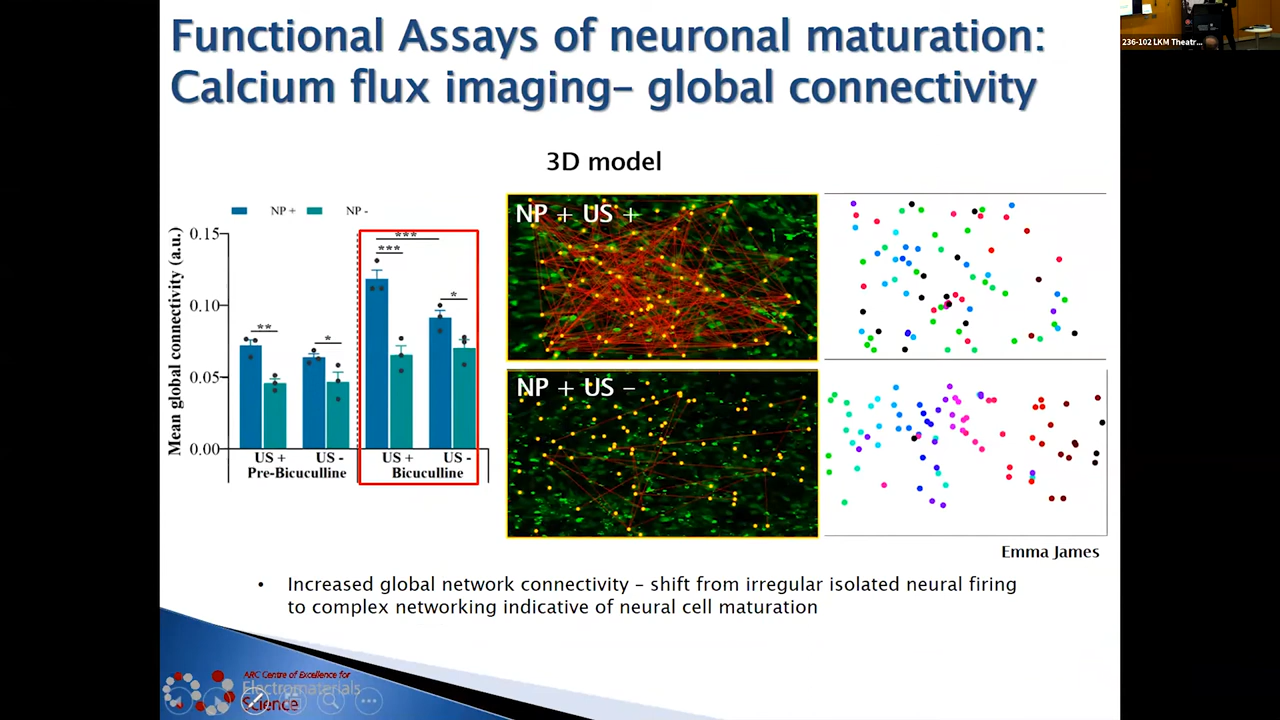 Functional Assays of neuronal maturation:
Calcium flux imaging– global connectivity
236-102 LKM Theatr...
3D model
NP + NP -
Mean global connectivity (a.u.)
0.15
0.10
0.05
0.00
** * *** *** *
US + US - US + US -
Pre-Bicuculline Bicuculline
NP + US +
NP + US –
Emma James
• Increased global network connectivity – shift from irregular isolated neural firing
to complex networking indicative of neural cell maturation
ARC Centre of Excellence for
Electromaterials
Science